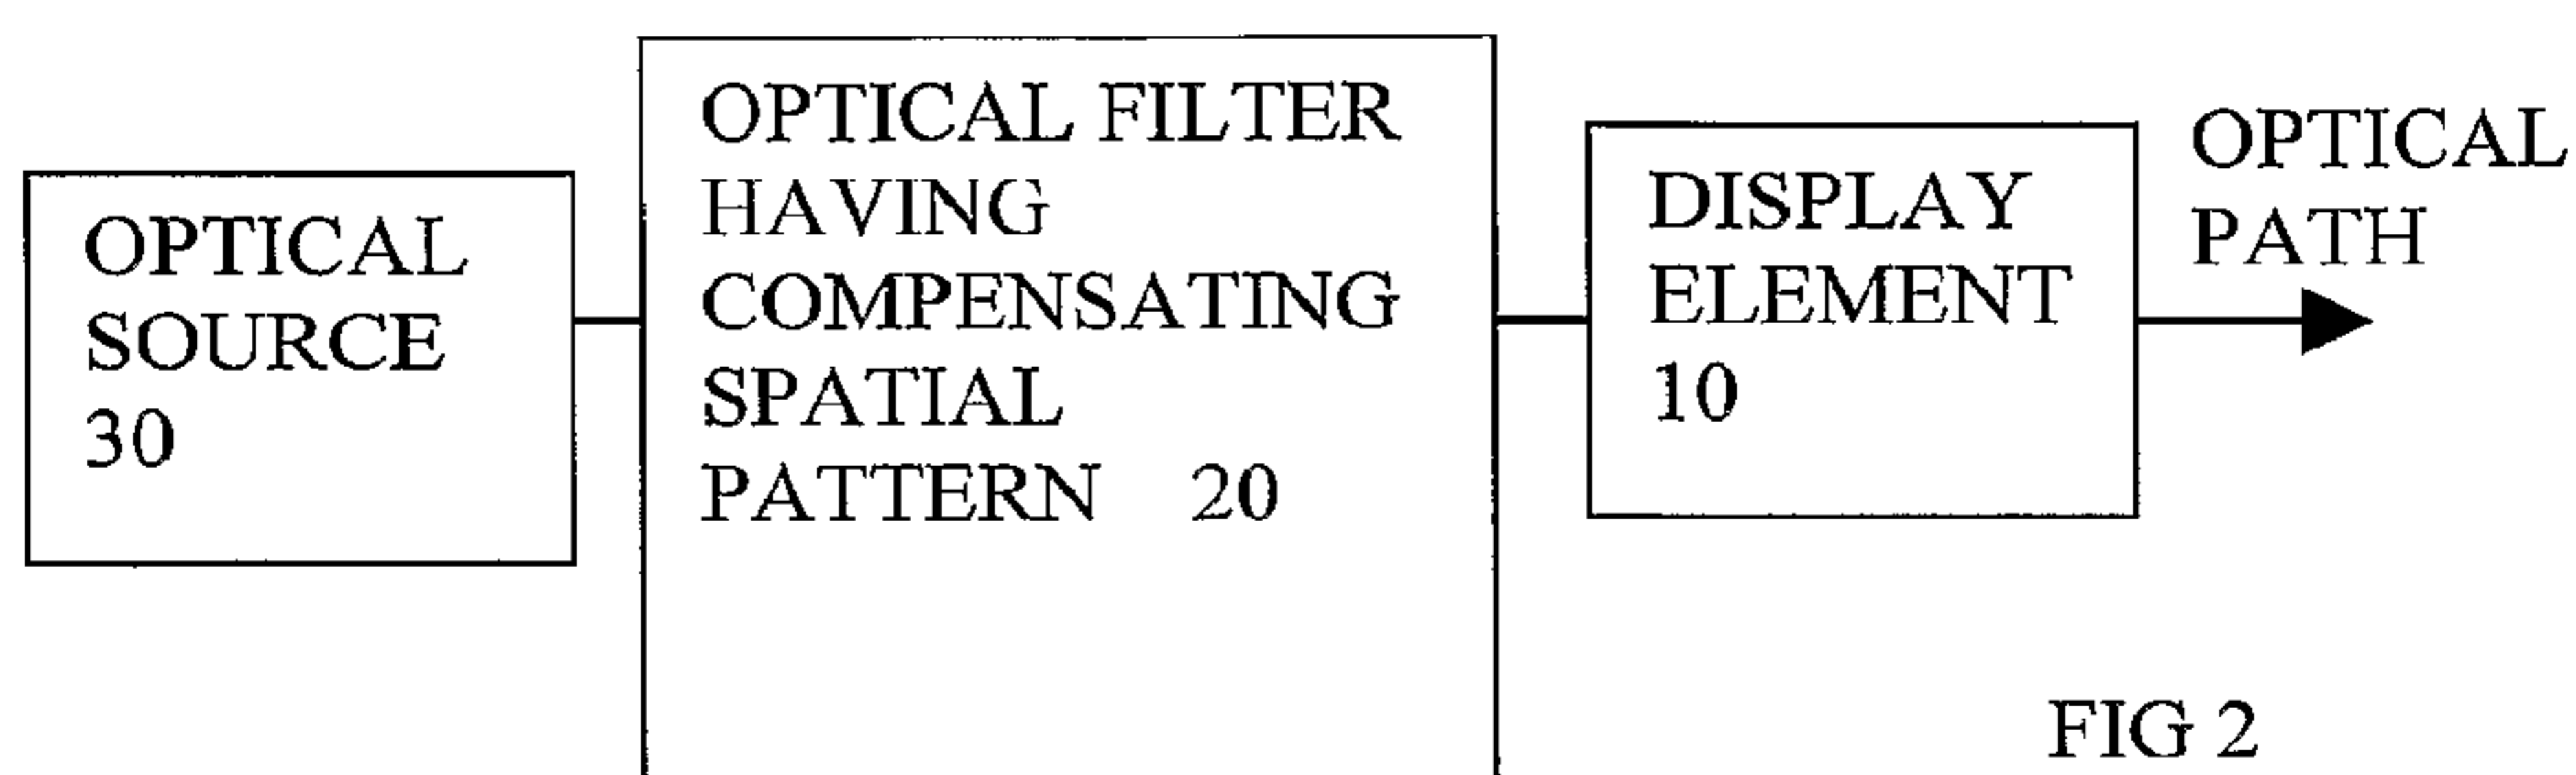 OPTICAL
SOURCE
30
OPTICAL FILTER
HAVING
COMPENSATING
SPATIAL
PATTERN 20
DISPLAY
ELEMENT
10
OPTICAL
PATH
FIG 2